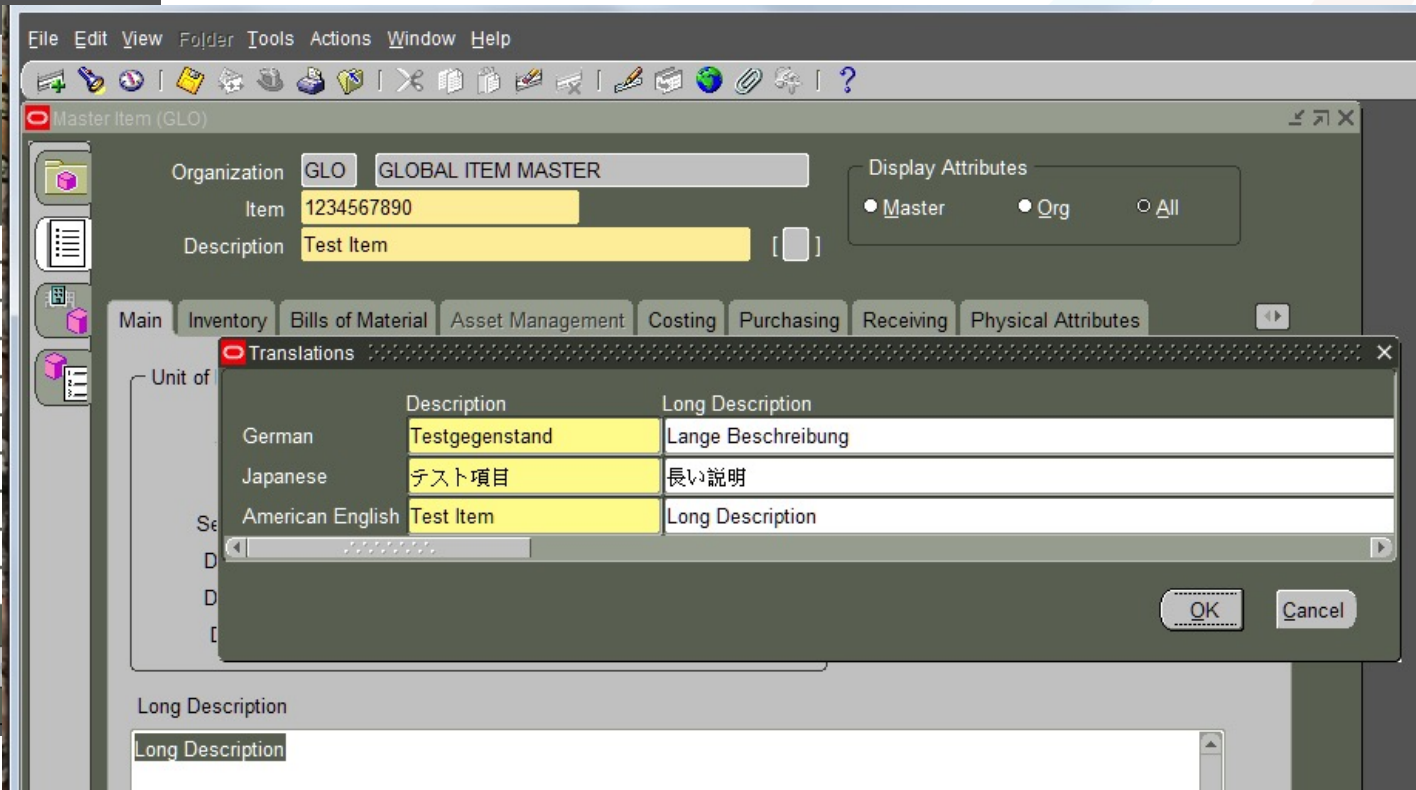 File Edit View Folder Tools Actions Window Help
Master Item (GLO)
Organization GLO GLOBAL ITEM MASTER
Item 1234567890
Description Test Item [ ]
Display Attributes
Master Org All
Main Inventory Bills of Material Asset Management Costing Purchasing Receiving Physical Attributes
Translations
Unit of
Description Long Description
German Testgegenstand Lange Beschreibung
Japanese テスト項目 長い説明
American English Test Item Long Description
Se
D
D
OK Cancel
Long Description
Long Description